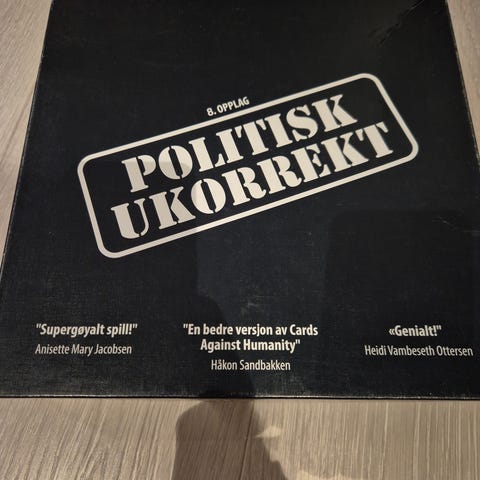 8. OPPLAG
POLITISK
UKORREKT
"Supergøyalt spill!"
Anisette Mary Jacobsen
"En bedre versjon av Cards
Against Humanity"
Håkon Sandbakken
«Genialt!"
Heidi Vambeseth Ottersen